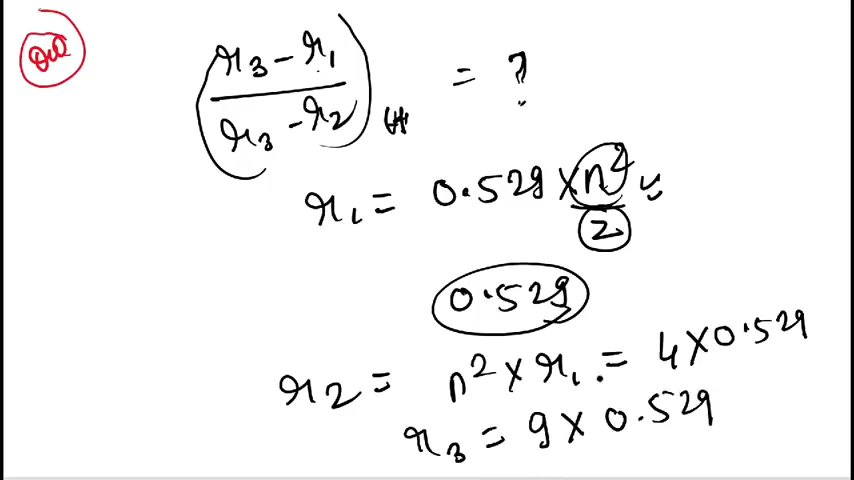 (r₃ - r₁ / r₃ - r₂)H = ?
r₁ = 0.529 × n²/Z
0.529
r₂ = n² × r₁. = 4 × 0.529
r₃ = 9 × 0.529